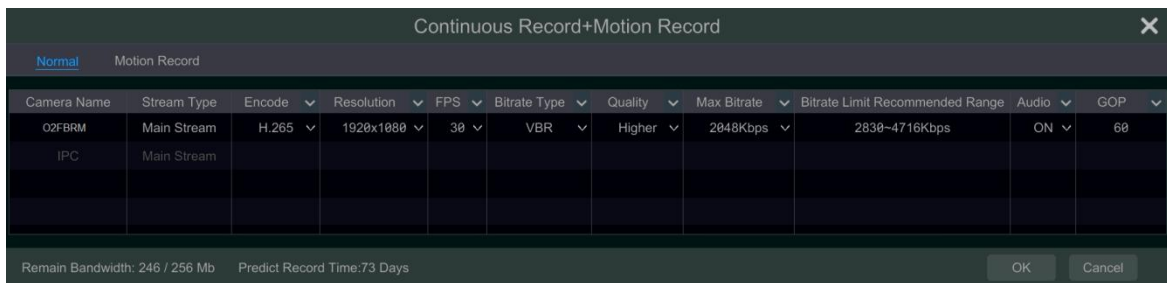 Continuous Record+Motion Record
Normal Motion Record
Camera Name Stream Type Encode Resolution FPS Bitrate Type Quality Max Bitrate Bitrate Limit Recommended Range Audio GOP
O2FBRM Main Stream H.265 1920x1080 30 VBR Higher 2048Kbps 2830~4716Kbps ON 60
IPC Main Stream
Remain Bandwidth: 246 / 256 Mb Predict Record Time:73 Days OK Cancel